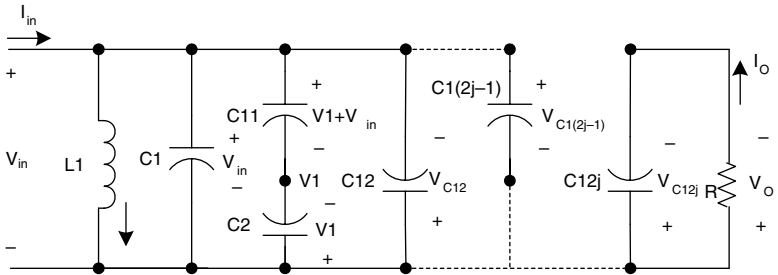 I in
+
V in
–
L1
C1
+
V in
–
C11
+
V1+V in
–
V1
C2
–
V1
+
C12
–
V C12
+
C1(2j–1)
+
V C1(2j–1)
–
C12j
–
V C12j
+
R
I O
–
V O
+